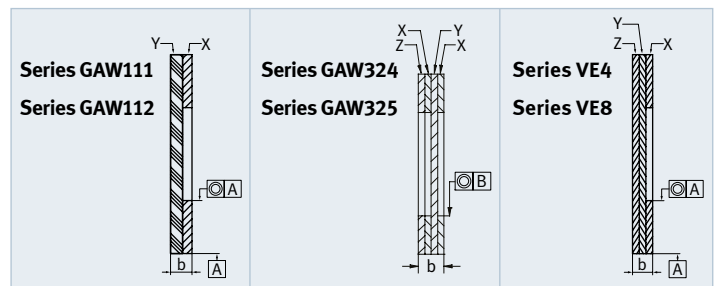 Y X
Series GAW111
Series GAW112
A
b A
X Y
Z X
Series GAW324
Series GAW325
B
b
Y
Z X
Series VE4
Series VE8
A
b A